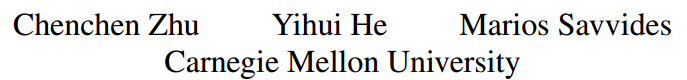 Chenchen Zhu Yihui He Marios Savvides
Carnegie Mellon University